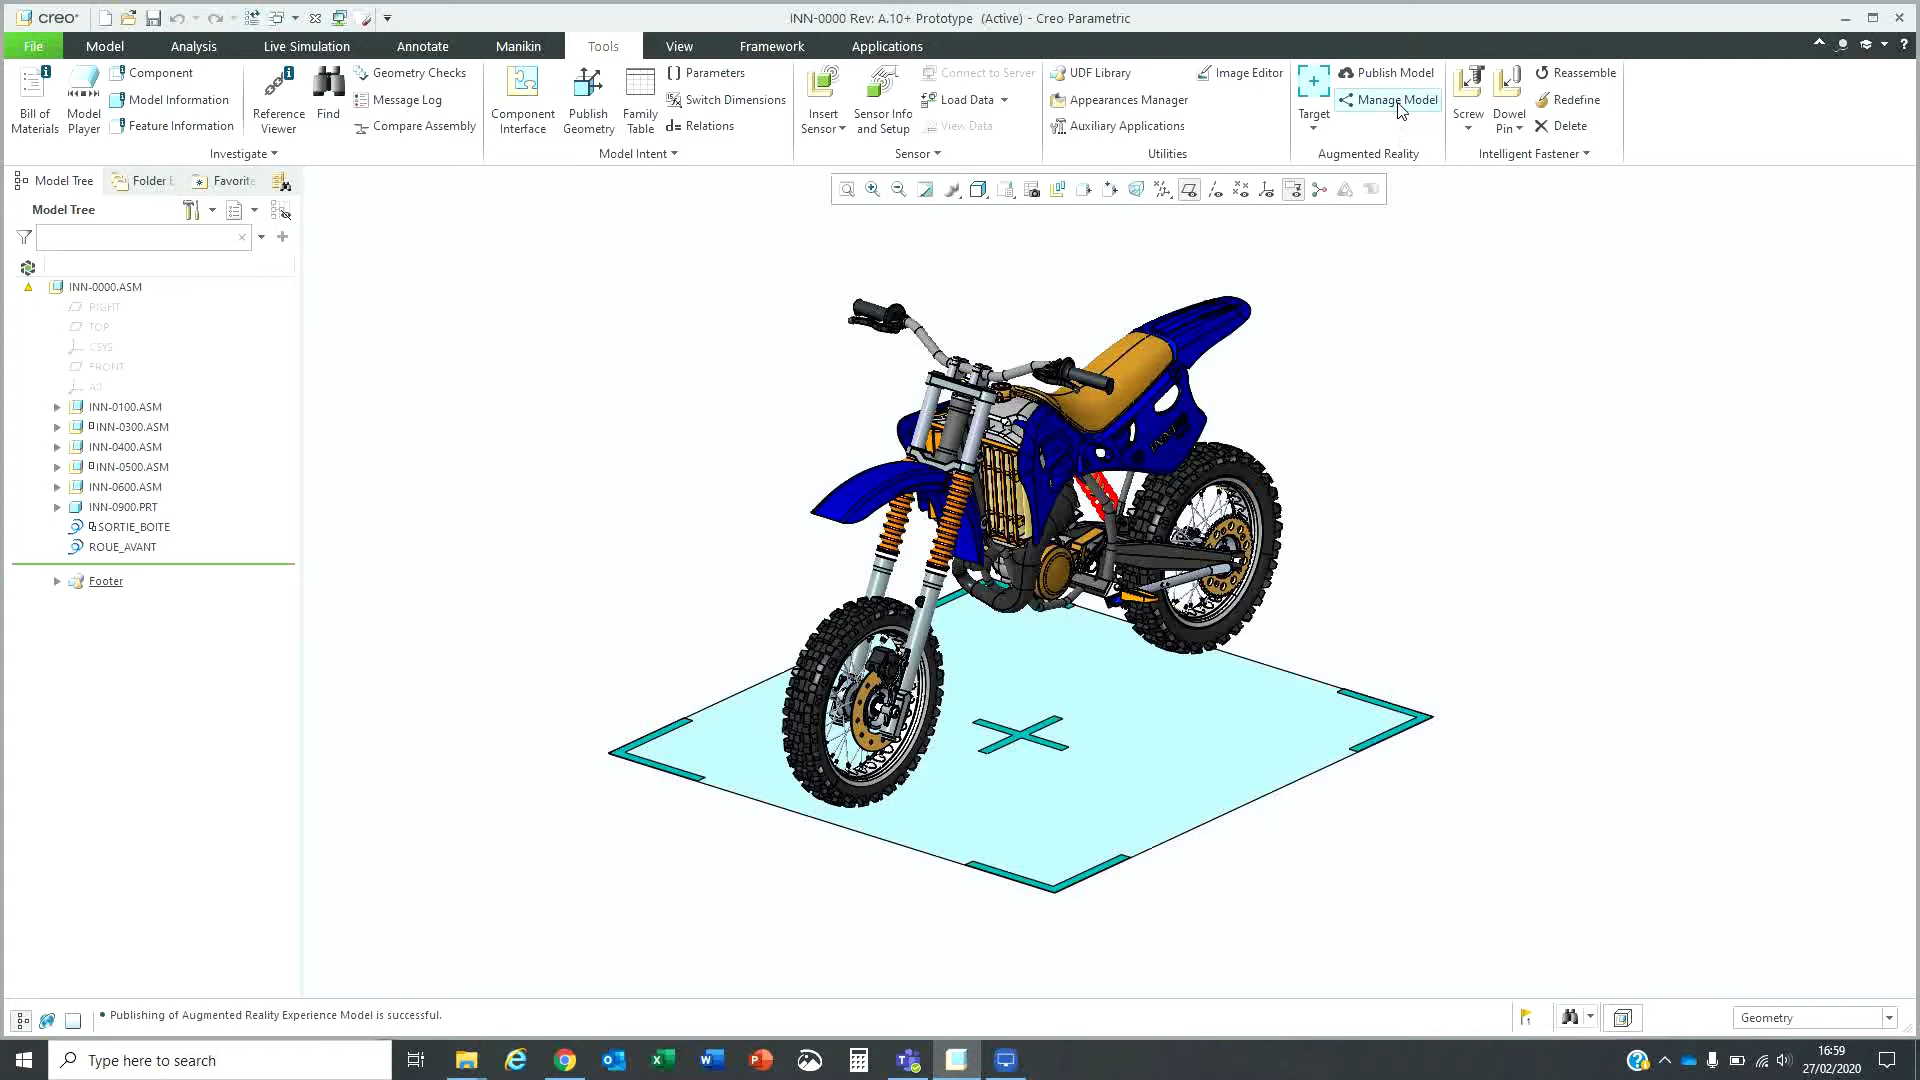 creo°
INN-0000 Rev: A.10+ Prototype (Active) - Creo Parametric
File Model Analysis Live Simulation Annotate Manikin Tools View Framework Applications
Bill of Materials
Model Player
Component
Model Information
Feature Information
Reference Viewer
Find
Geometry Checks
Message Log
Compare Assembly
Investigate
Component Interface
Publish Geometry
Family Table
Parameters
Switch Dimensions
d= Relations
Model Intent
Insert Sensor
Sensor Info and Setup
Connect to Server
Load Data
View Data
Sensor
UDF Library
Appearances Manager
Auxiliary Applications
Image Editor
Utilities
Target
Publish Model
Manage Model
Augmented Reality
Screw
Dowel Pin
Reassemble
Redefine
Delete
Intelligent Fastener
Model Tree
Folder
Favorite
Model Tree
INN-0000.ASM
RIGHT
TOP
CSYS
FRONT
A0
INN-0100.ASM
INN-0300.ASM
INN-0400.ASM
INN-0500.ASM
INN-0600.ASM
INN-0900.PRT
SORTIE_BOITE
ROUE_AVANT
Footer
Publishing of Augmented Reality Experience Model is successful.
Geometry
Type here to search
16:59
27/02/2020